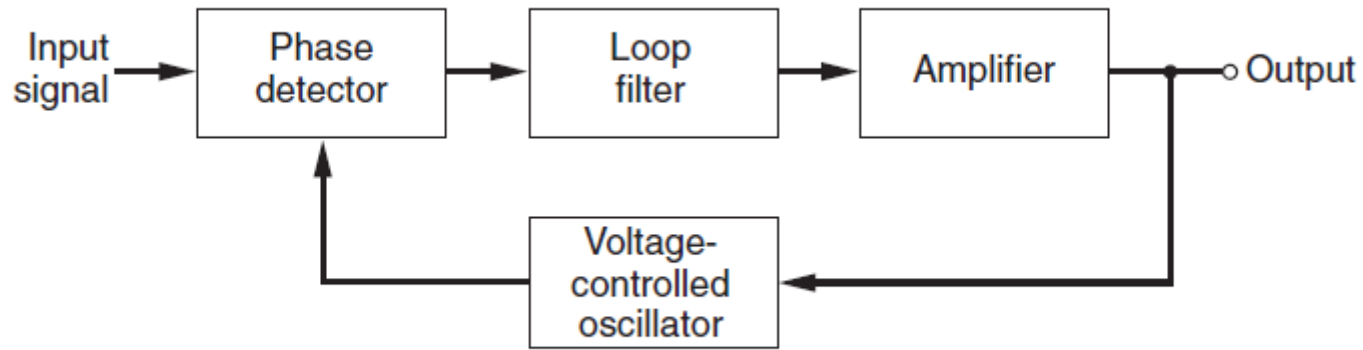 Input
signal
Phase
detector
Loop
filter
Amplifier
Output
Voltage-
controlled
oscillator